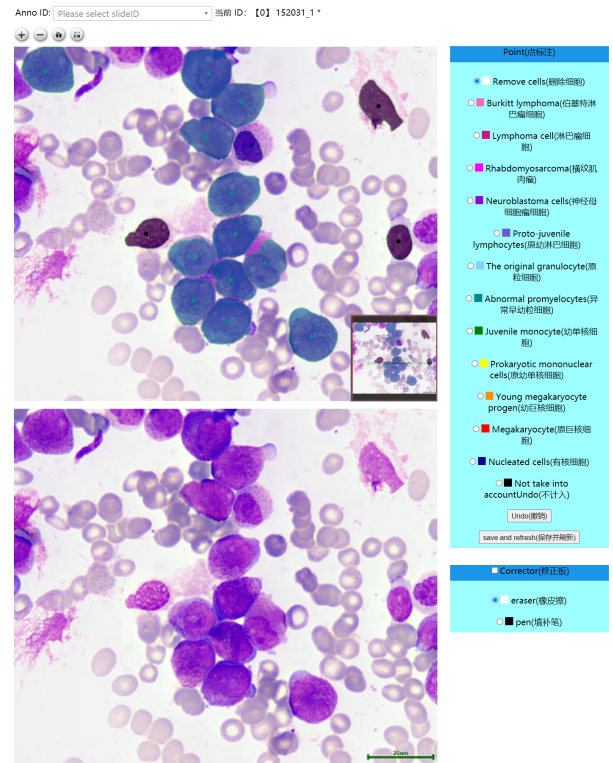 Anno ID: Please select slideID 当前 ID： 【0】 152031_1 *
Point(点标注)
Remove cells(删除细胞)
Burkitt lymphoma(伯基特淋
巴瘤细胞)
Lymphoma cell(淋巴瘤细
胞)
Rhabdomyosarcoma(横纹肌
肉瘤)
Neuroblastoma cells(神经母
细胞瘤细胞)
Proto-juvenile
lymphocytes(原幼淋巴细胞)
The original granulocyte(原
粒细胞)
Abnormal promyelocytes(异
常早幼粒细胞)
Juvenile monocyte(幼单核细
胞)
Prokaryotic mononuclear
cells(原幼单核细胞)
Young megakaryocyte
progen(幼巨核细胞)
Megakaryocyte(原巨核细
胞)
Nucleated cells(有核细胞)
Not take into
accountUndo(不计入)
Undo(撤销)
save and refresh(保存并刷新)
Corrector(修正板)
eraser(橡皮擦)
pen(填补笔)
20um